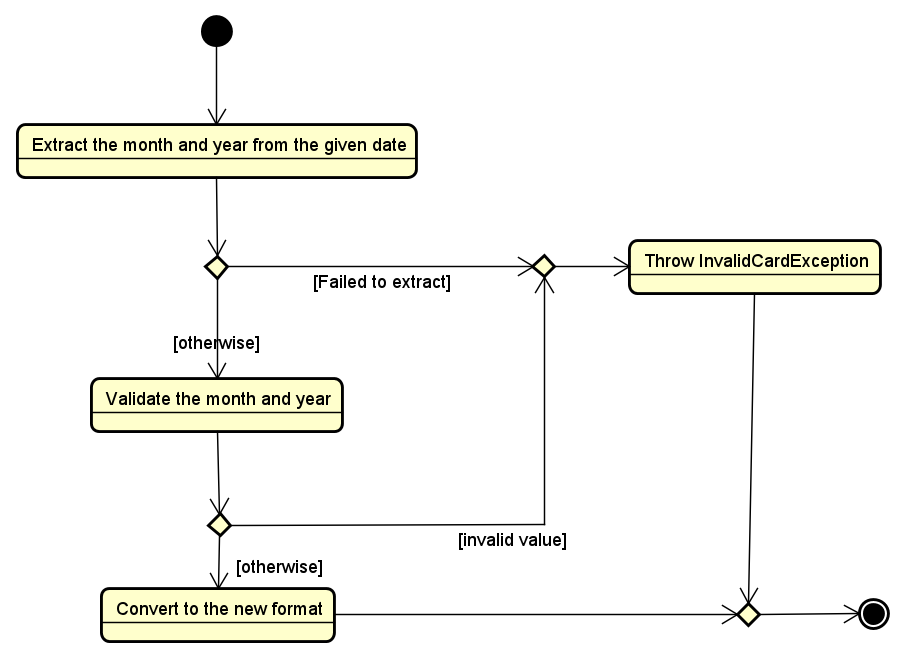 Extract the month and year from the given date
Throw InvalidCardException
[Failed to extract]
[otherwise]
Validate the month and year
[invalid value]
[otherwise]
Convert to the new format